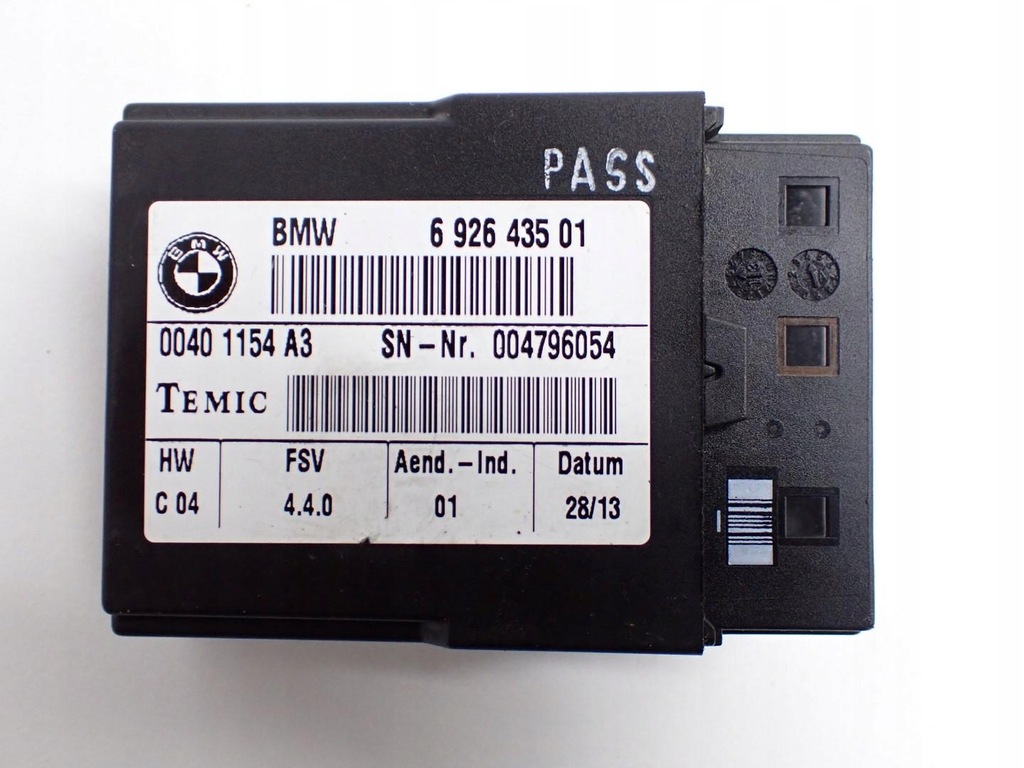 PASS
BMW 6 926 435 01
BMW
0040 1154 A3 SN-Nr. 004796054
TEMIC
HW FSV Aend.-Ind. Datum
C 04 4.4.0 01 28/13